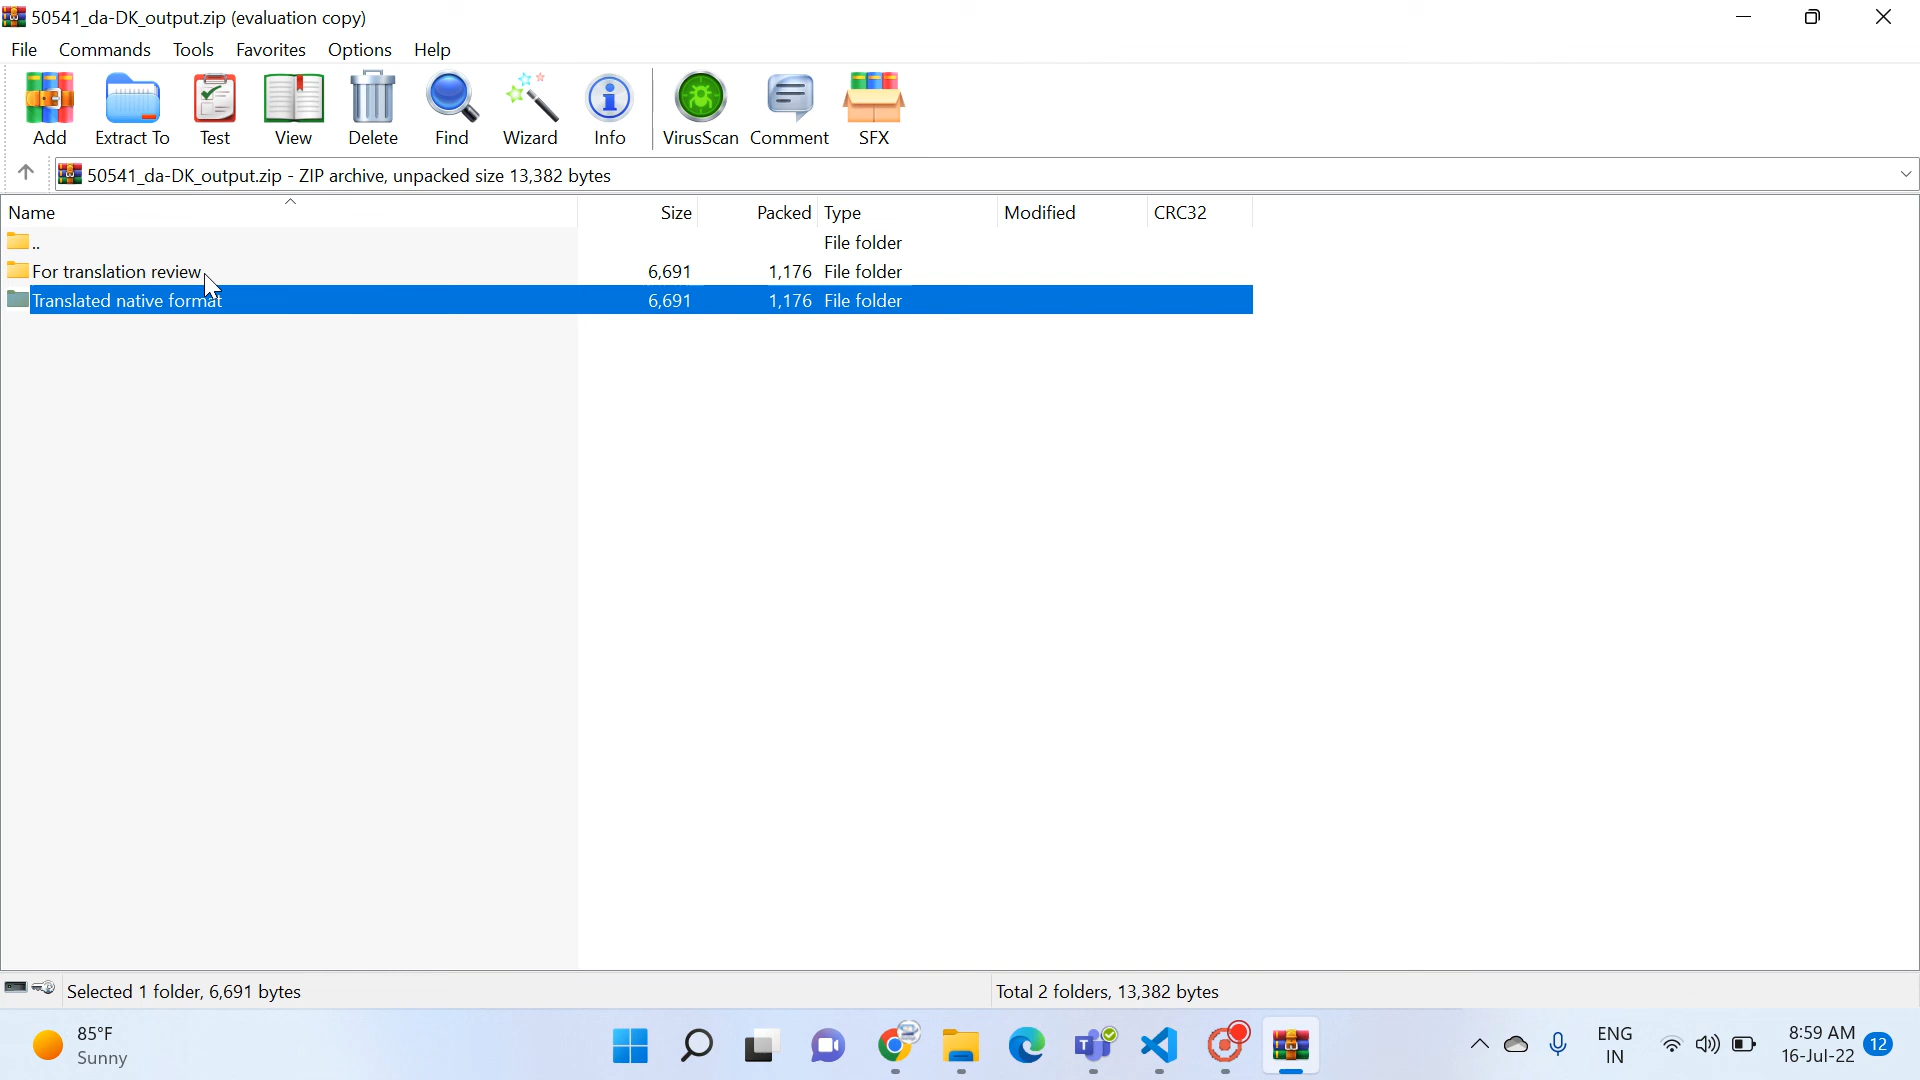 50541_da-DK_output.zip (evaluation copy)
File Commands Tools Favorites Options Help
Add Extract To Test View Delete Find Wizard Info VirusScan Comment SFX
50541_da-DK_output.zip - ZIP archive, unpacked size 13,382 bytes
Name Size Packed Type Modified CRC32
.. File folder
For translation review 6,691 1,176 File folder
Translated native format 6,691 1,176 File folder
Selected 1 folder, 6,691 bytes Total 2 folders, 13,382 bytes
85°F
Sunny
ENG
IN
8:59 AM
16-Jul-22
12